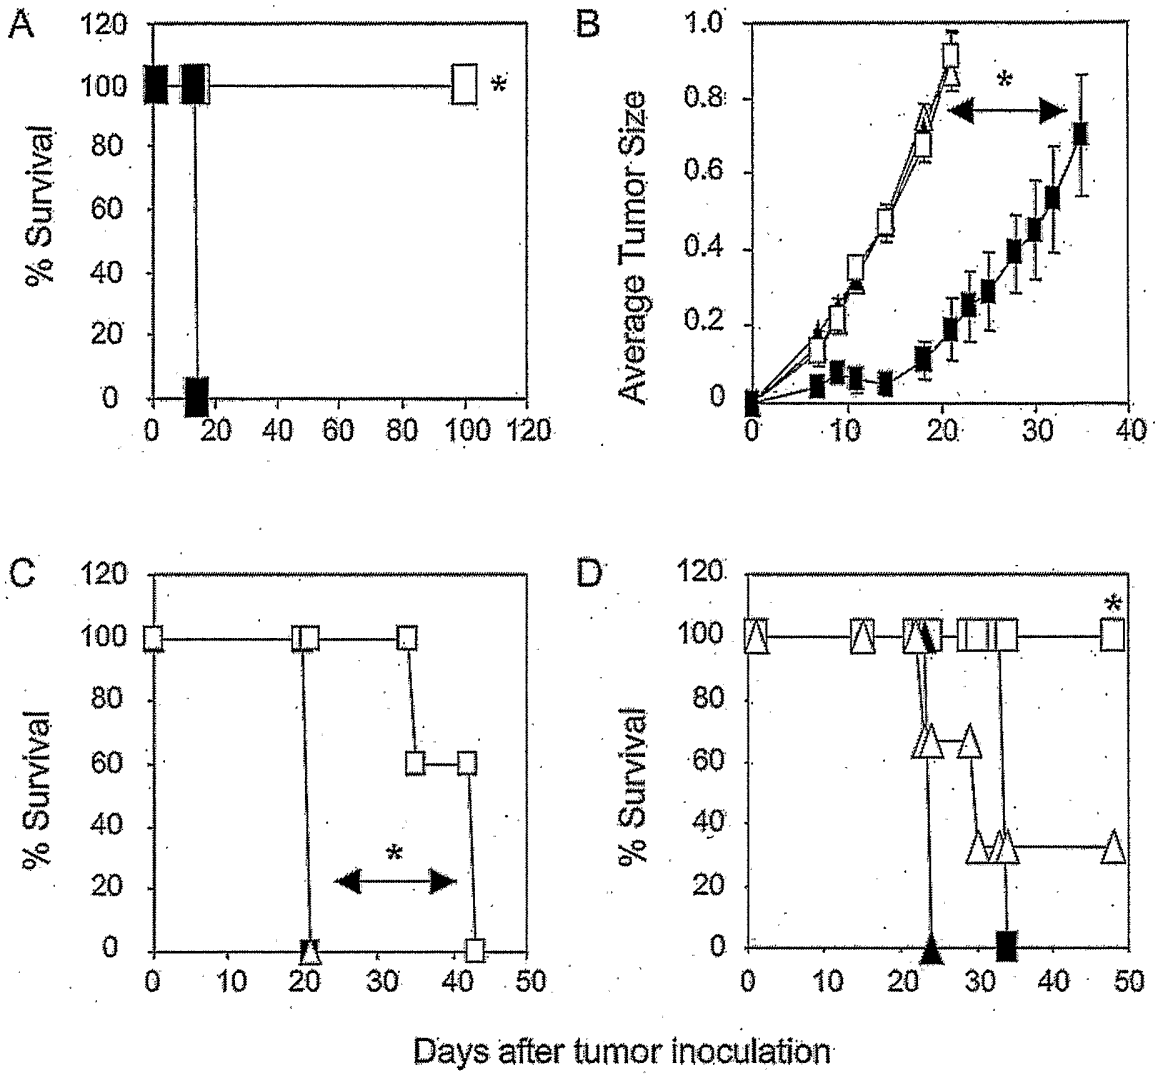 A
% Survival
120
100
80
60
40
20
0
0 20 40 60 80 100 120
*
B
Average Tumor Size
1.0
0.8
0.6
0.4
0.2
0
0 10 20 30 40
*
C
% Survival
120
100
80
60
40
20
0
0 10 20 30 40 50
*
D
% Survival
120
100
80
60
40
20
0
0 10 20 30 40 50
*
Days after tumor inoculation